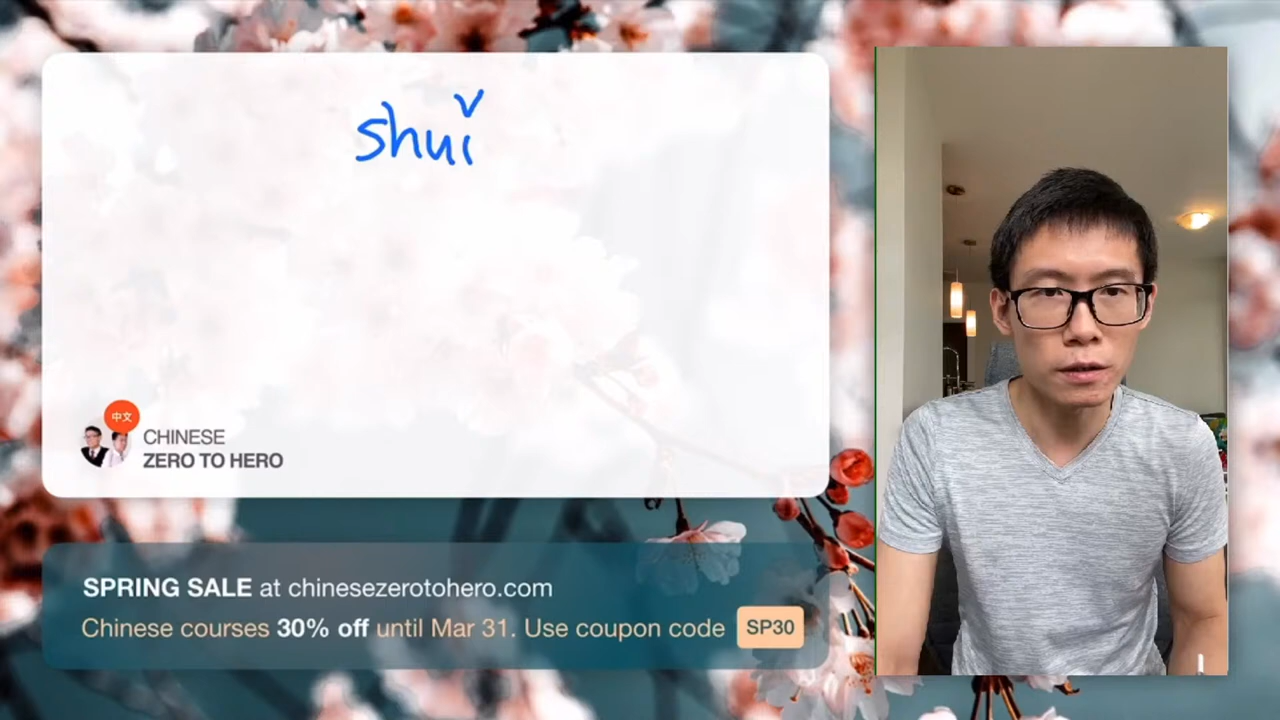 shuǐ
中文
CHINESE
ZERO TO HERO
SPRING SALE at chinesezerotohero.com
Chinese courses 30% off until Mar 31. Use coupon code SP30